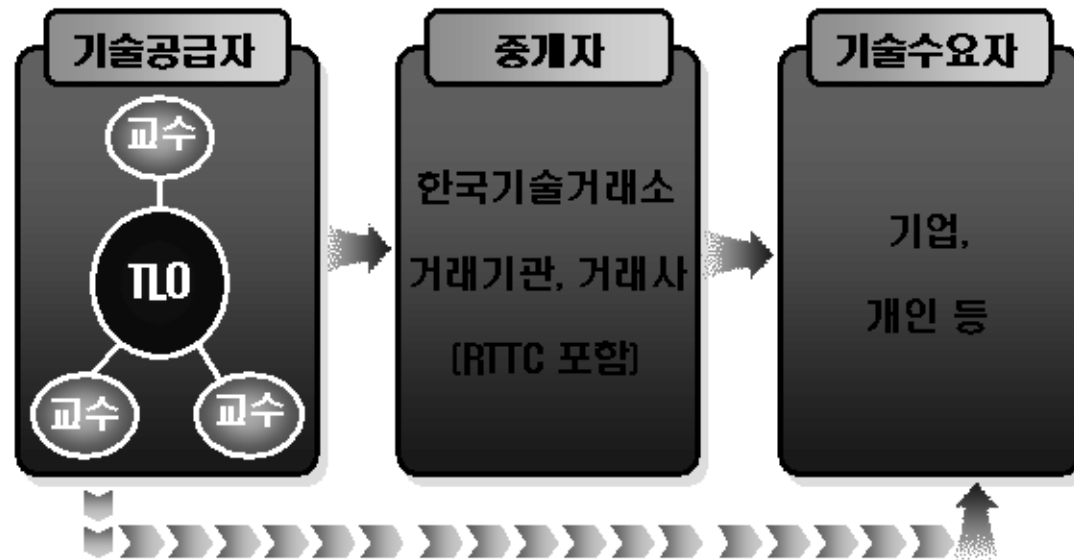 기술공급자
교수
TLO
교수
교수
중개자
한국기술거래소
거래기관, 거래사
(RTTC 포함)
기술수요자
기업,
개인 등